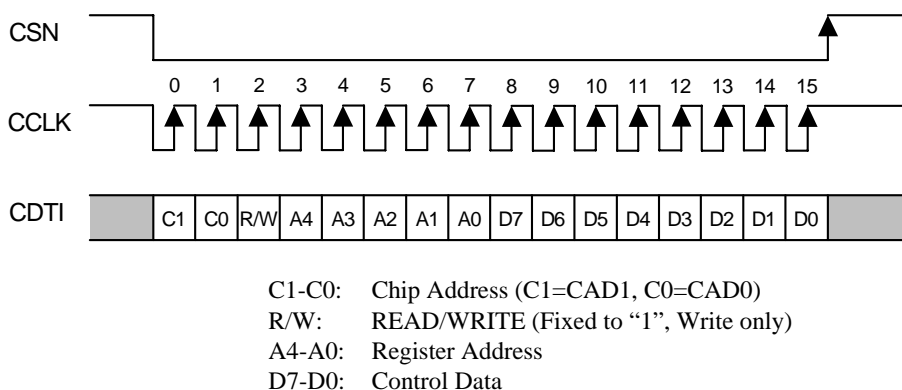 CSN
0 1 2 3 4 5 6 7 8 9 10 11 12 13 14 15
CCLK
CDTI C1 C0 R/W A4 A3 A2 A1 A0 D7 D6 D5 D4 D3 D2 D1 D0
C1-C0: Chip Address (C1=CAD1, C0=CAD0)
R/W: READ/WRITE (Fixed to “1”, Write only)
A4-A0: Register Address
D7-D0: Control Data